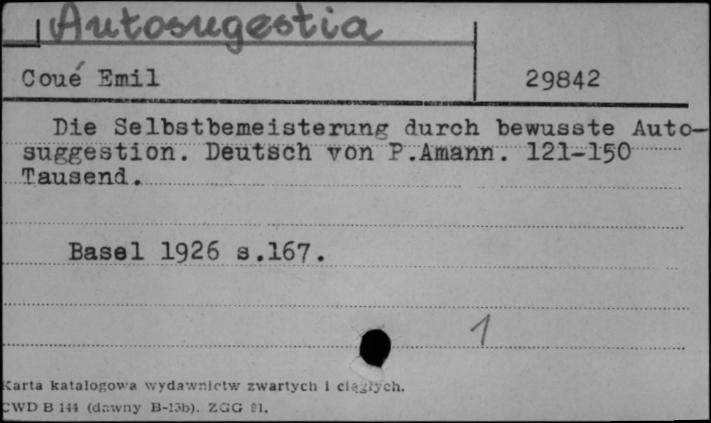 Autosugestia
Coué Emil 29842
Die Selbstbemeisterung durch bewusste Auto-
suggestion. Deutsch von P.Amann. 121-150
Tausend.
Basel 1926 s.167.
1
Karta katalogowa wydawnictw zwartych i ciągłych.
CWD B 144 (dawny B-13b). ZGG 91.